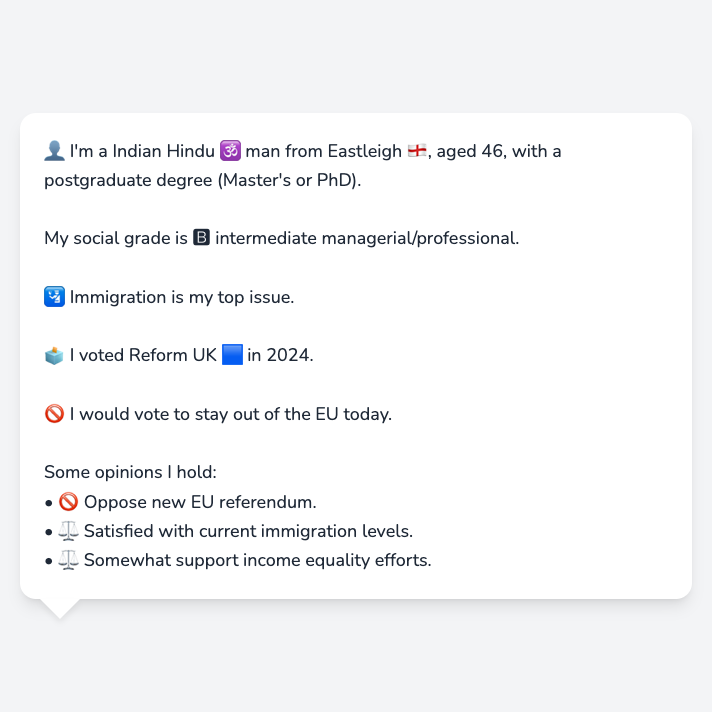 👤 I'm a Indian Hindu 🕉️ man from Eastleigh 🏴󠁧󠁢󠁥󠁮󠁧󠁿, aged 46, with a
postgraduate degree (Master's or PhD).
My social grade is 🅱 intermediate managerial/professional.
🛂 Immigration is my top issue.
🗳️ I voted Reform UK 🟦 in 2024.
🚫 I would vote to stay out of the EU today.
Some opinions I hold:
• 🚫 Oppose new EU referendum.
• ⚖️ Satisfied with current immigration levels.
• ⚖️ Somewhat support income equality efforts.